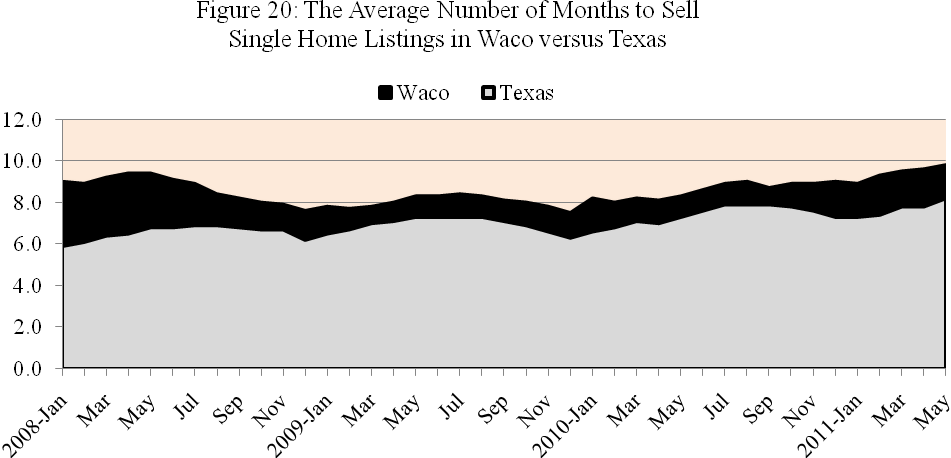 Figure 20: The Average Number of Months to Sell
Single Home Listings in Waco versus Texas
Waco Texas
12.0
10.0
8.0
6.0
4.0
2.0
0.0
2008-Jan Mar May Jul Sep Nov 2009-Jan Mar May Jul Sep Nov 2010-Jan Mar May Jul Sep Nov 2011-Jan Mar May